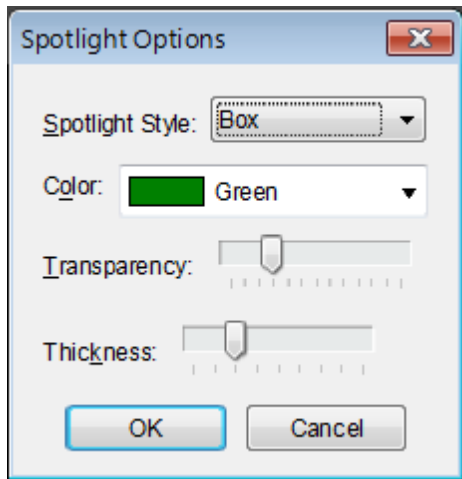 Spotlight Options
Spotlight Style: Box
Color: Green
Transparency:
Thickness:
OK Cancel